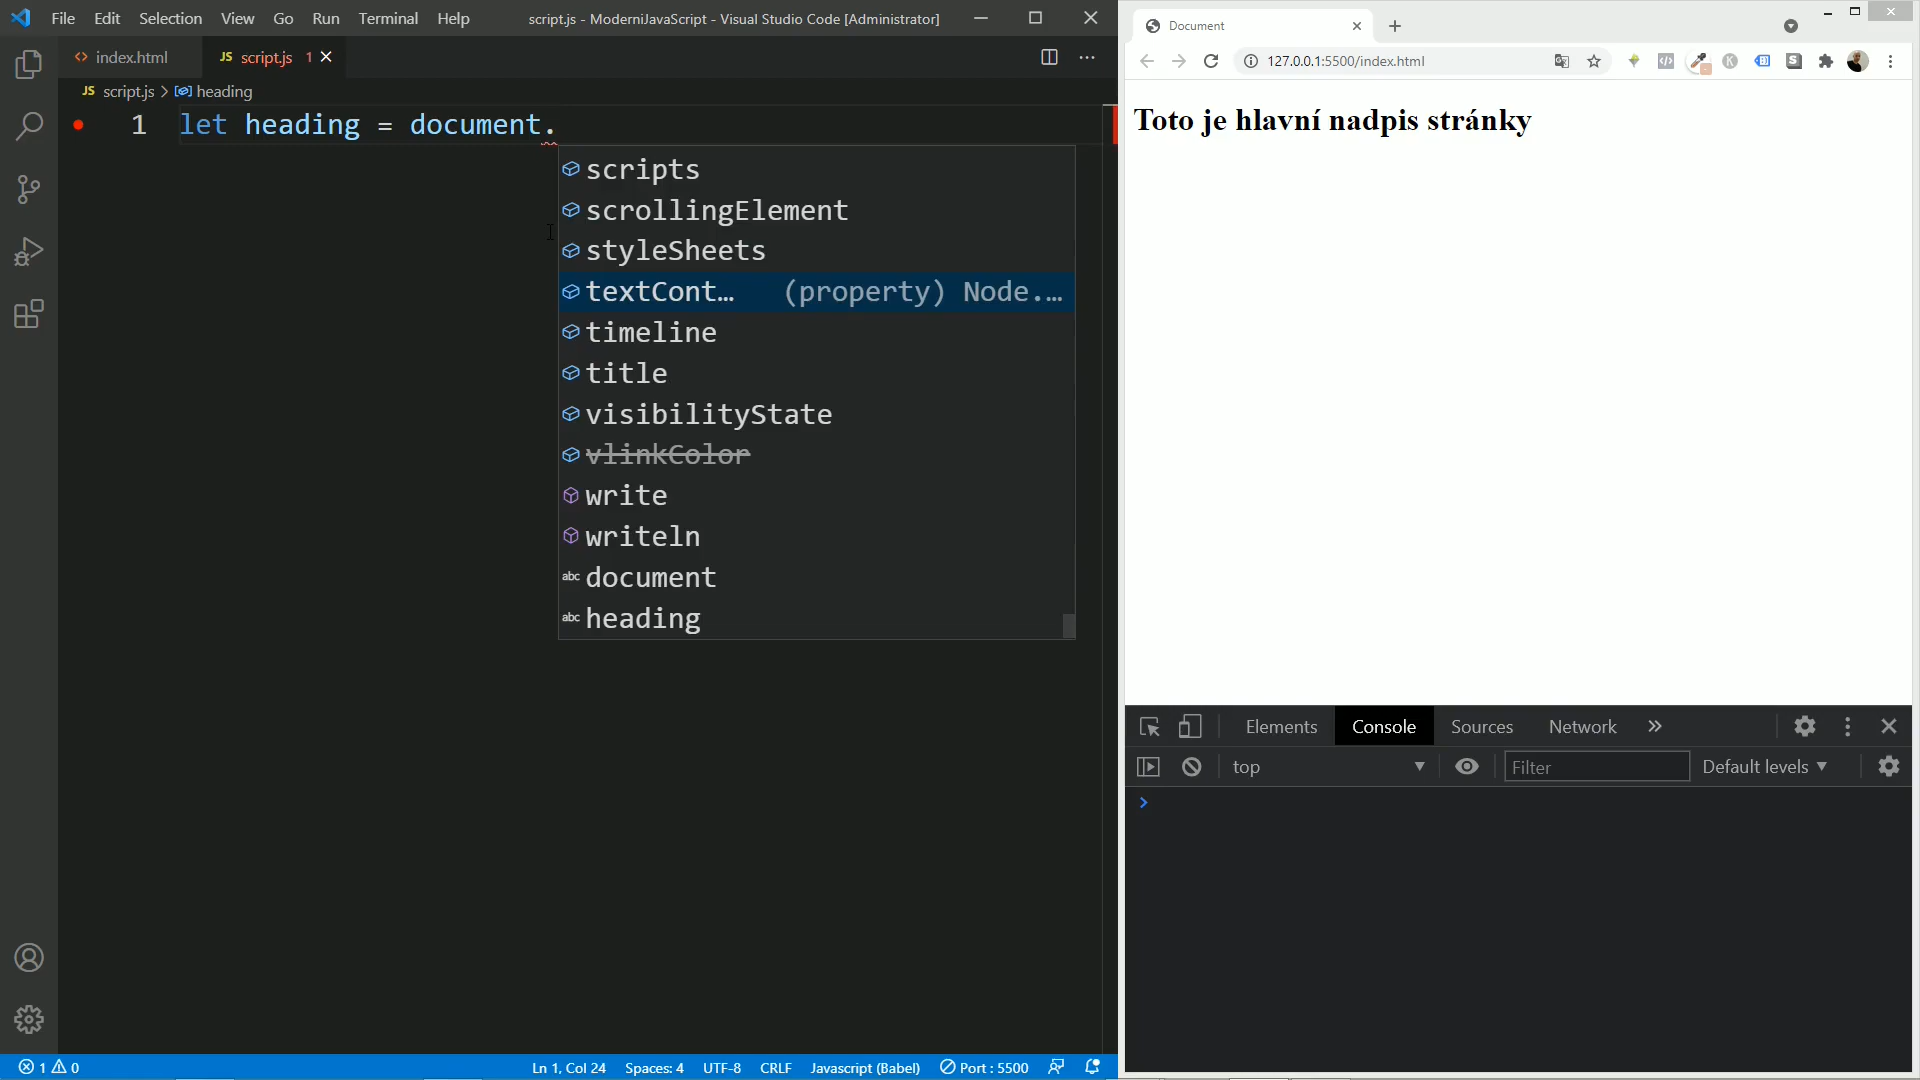 File Edit Selection View Go Run Terminal Help
script.js - ModerniJavaScript - Visual Studio Code [Administrator]
index.html
JS script.js 1
JS script.js > heading
1 let heading = document.
scripts
scrollingElement
styleSheets
textCont… (property) Node.…
timeline
title
visibilityState
vlinkColor
write
writeln
abc document
abc heading
1 0
Ln 1, Col 24 Spaces: 4 UTF-8 CRLF Javascript (Babel) Port : 5500
Document
127.0.0.1:5500/index.html
Toto je hlavní nadpis stránky
Elements Console Sources Network
top Filter Default levels